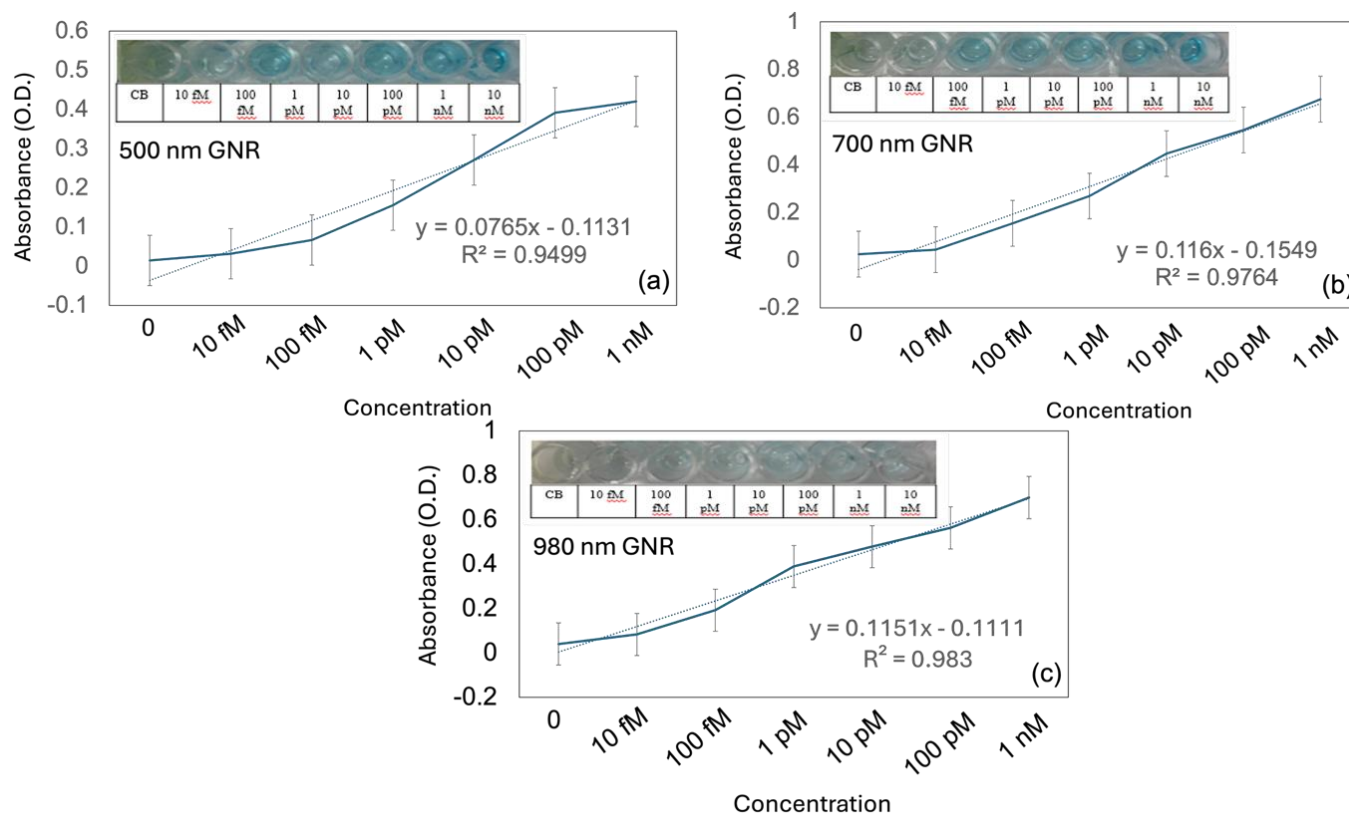 0.6
0.5
0.4
0.3
0.2
0.1
0
-0.1
Absorbance (O.D.)
CB 10 fM 100 fM 1 pM 10 pM 100 pM 1 nM 10 nM
500 nm GNR
y = 0.0765x - 0.1131
R² = 0.9499
(a)
0 10 fM 100 fM 1 pM 10 pM 100 pM 1 nM
Concentration
1
0.8
0.6
0.4
0.2
0
-0.2
Absorbance (O.D.)
CB 10 fM 100 fM 1 pM 10 pM 100 pM 1 nM 10 nM
700 nm GNR
y = 0.116x - 0.1549
R² = 0.9764
(b)
0 10 fM 100 fM 1 pM 10 pM 100 pM 1 nM
Concentration
1
0.8
0.6
0.4
0.2
0
-0.2
Absorbance (O.D.)
CB 10 fM 100 fM 1 pM 10 pM 100 pM 1 nM 10 nM
980 nm GNR
y = 0.1151x - 0.1111
R² = 0.983
(c)
0 10 fM 100 fM 1 pM 10 pM 100 pM 1 nM
Concentration